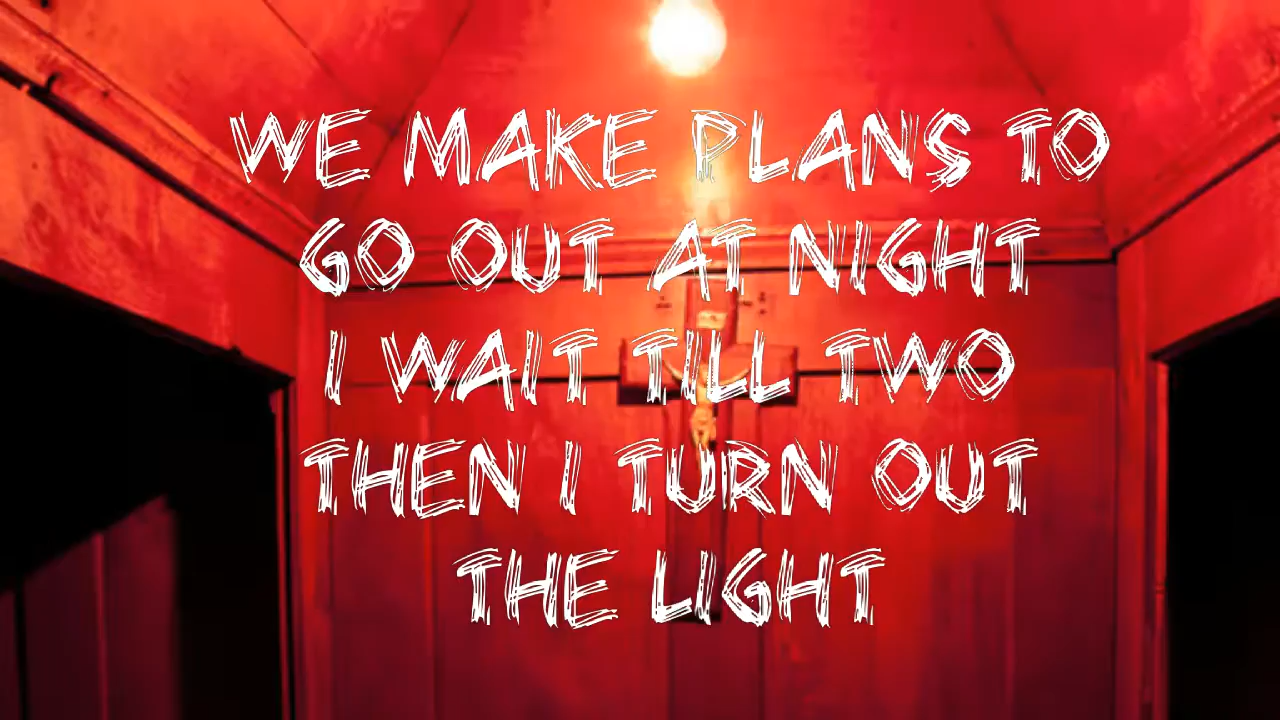 WE MAKE PLANS TO
GO OUT AT NIGHT
I WAIT TILL TWO
THEN I TURN OUT
THE LIGHT